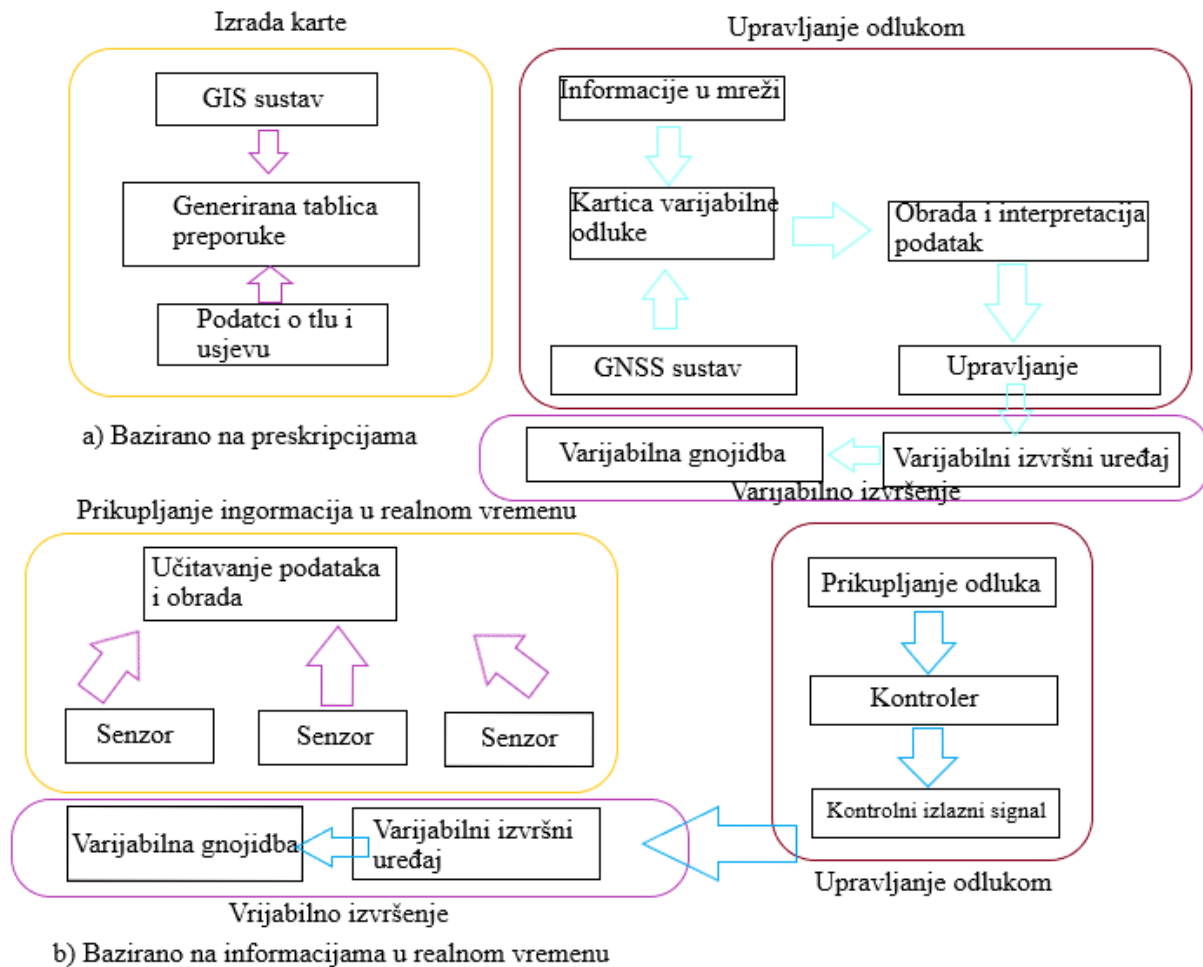 Izrada karte
GIS sustav
Generirana tablica
preporuke
Podatci o tlu i
usjevu
a) Bazirano na preskripcijama
Upravljanje odlukom
Informacije u mreži
Kartica varijabilne
odluke
GNSS sustav
Obrada i interpretacija
podatak
Upravljanje
Varijabilni izvršni uređaj
Varijabilna gnojidba
Varijabilno izvršenje
Prikupljanje ingormacija u realnom vremenu
Učitavanje podataka
i obrada
Senzor
Senzor
Senzor
Prikupljanje odluka
Kontroler
Kontrolni izlazni signal
Upravljanje odlukom
Varijabilni izvršni
uređaj
Varijabilna gnojidba
Vrijabilno izvršenje
b) Bazirano na informacijama u realnom vremenu